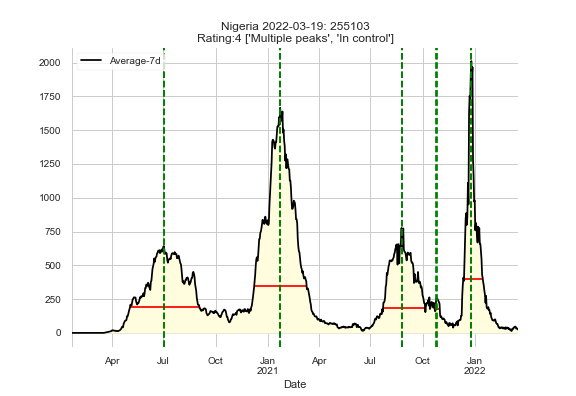 Nigeria 2022-03-19: 255103
Rating:4 ['Multiple peaks', 'In control']
Average-7d
2000
1750
1500
1250
1000
750
500
250
0
Apr Jul Oct Jan Apr Jul Oct Jan
2021 2022
Date